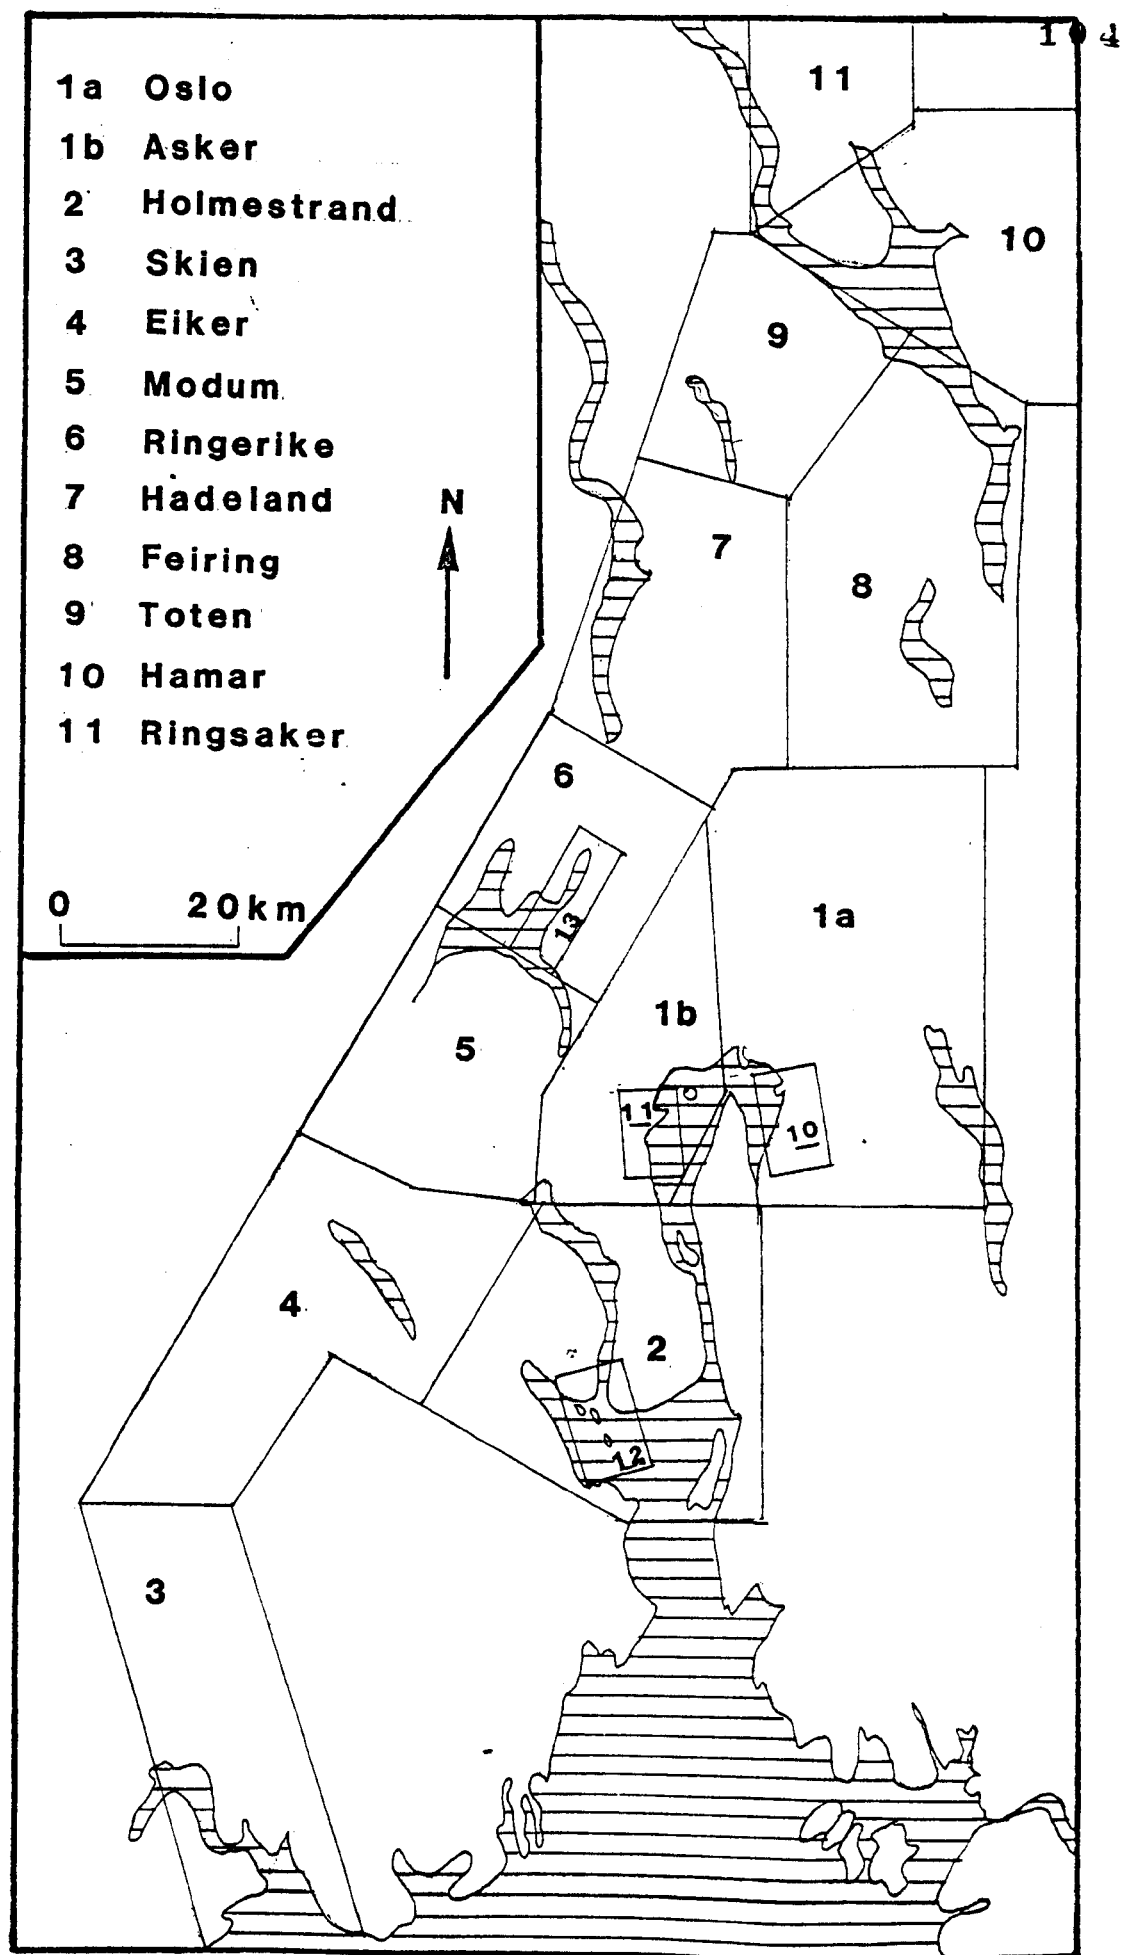 104
1a Oslo
1b Asker
2 Holmestrand
3 Skien
4 Eiker
5 Modum
6 Ringerike
7 Hadeland
8 Feiring
9 Toten
10 Hamar
11 Ringsaker
N
0 20km
11
10
9
7
8
6
13
1a
1b
5
11
10
4
2
12
3